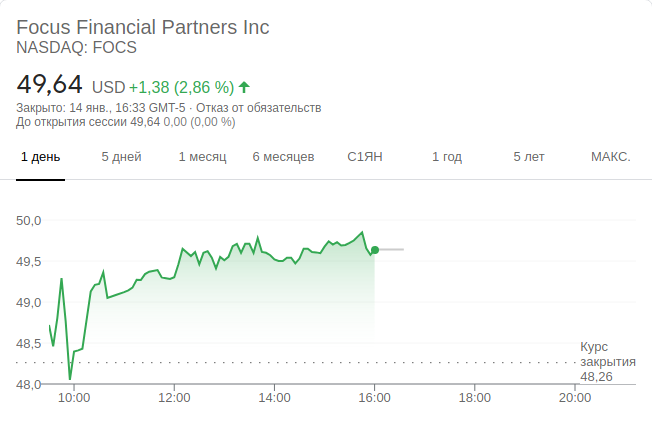 Focus Financial Partners Inc
NASDAQ: FOCS
49,64 USD +1,38 (2,86 %)
Закрыто: 14 янв., 16:33 GMT-5 · Отказ от обязательств
До открытия сессии 49,64 0,00 (0,00 %)
1 день 5 дней 1 месяц 6 месяцев С1ЯН 1 год 5 лет МАКС.
50,0
49,5
49,0
48,5
48,0
Курс
закрытия
48,26
10:00 12:00 14:00 16:00 18:00 20:00